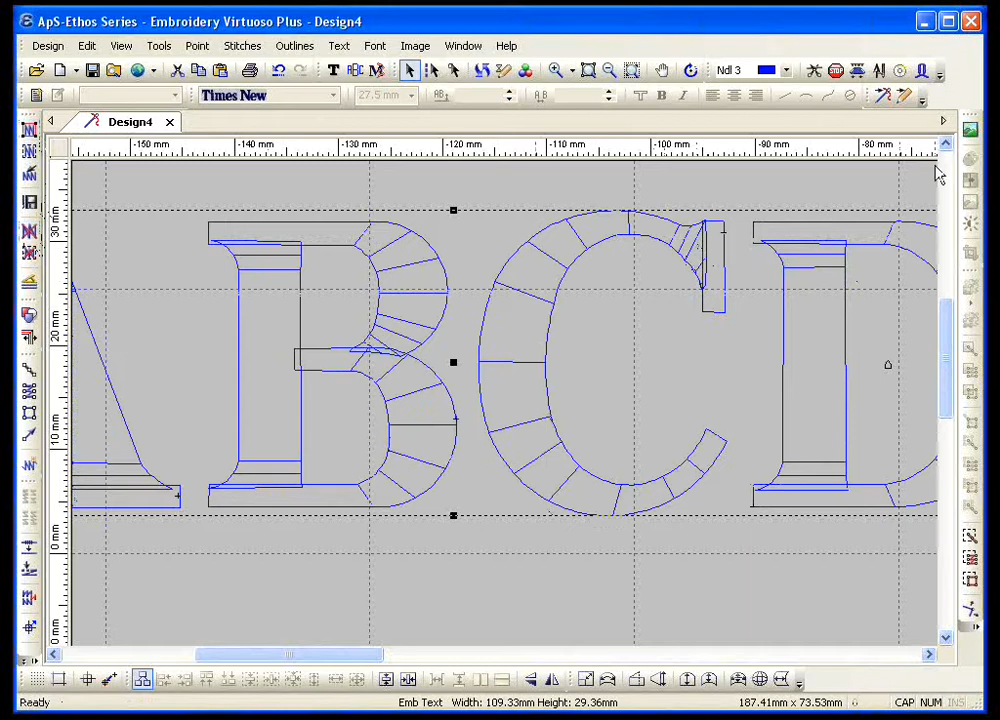 ApS-Ethos Series - Embroidery Virtuoso Plus - Design4
Design Edit View Tools Point Stitches Outlines Text Font Image Window Help
Ndl 3
Times New 27.5 mm
Design4
-150 mm -140 mm -130 mm -120 mm -110 mm -100 mm -90 mm -80 mm
30 mm
20 mm
10 mm
0 mm
0 mm
B C
Ready Emb Text Width: 109.33mm Height: 29.36mm 187.41mm x 73.53mm CAP NUM INS